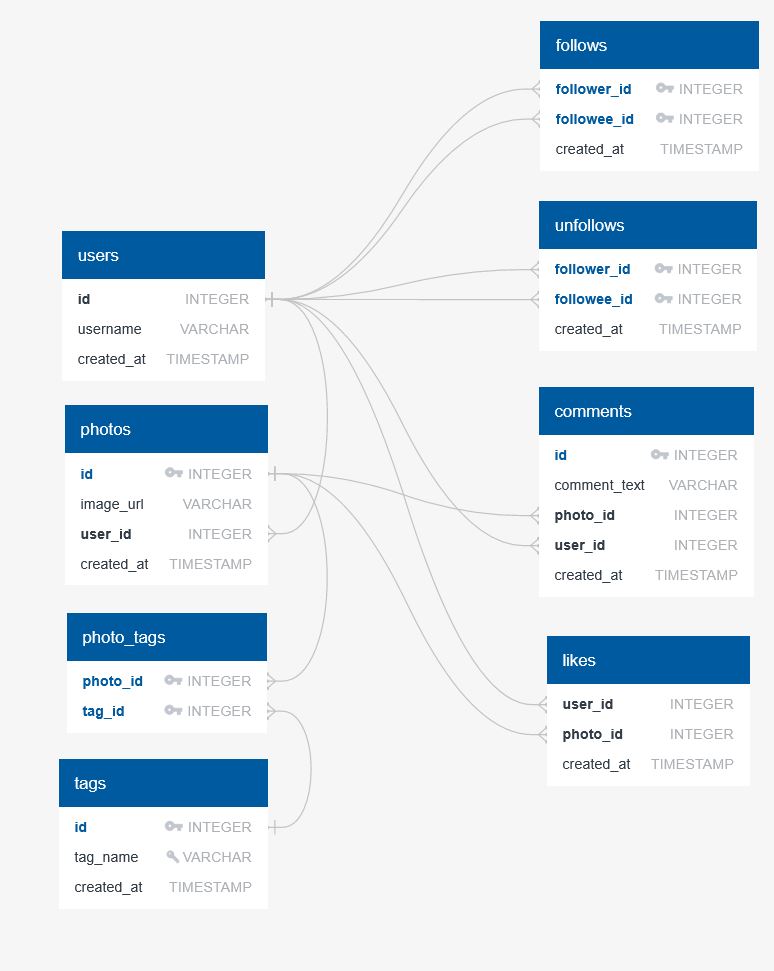 users
id INTEGER
username VARCHAR
created_at TIMESTAMP
photos
id INTEGER
image_url VARCHAR
user_id INTEGER
created_at TIMESTAMP
photo_tags
photo_id INTEGER
tag_id INTEGER
tags
id INTEGER
tag_name VARCHAR
created_at TIMESTAMP
follows
follower_id INTEGER
followee_id INTEGER
created_at TIMESTAMP
unfollows
follower_id INTEGER
followee_id INTEGER
created_at TIMESTAMP
comments
id INTEGER
comment_text VARCHAR
photo_id INTEGER
user_id INTEGER
created_at TIMESTAMP
likes
user_id INTEGER
photo_id INTEGER
created_at TIMESTAMP